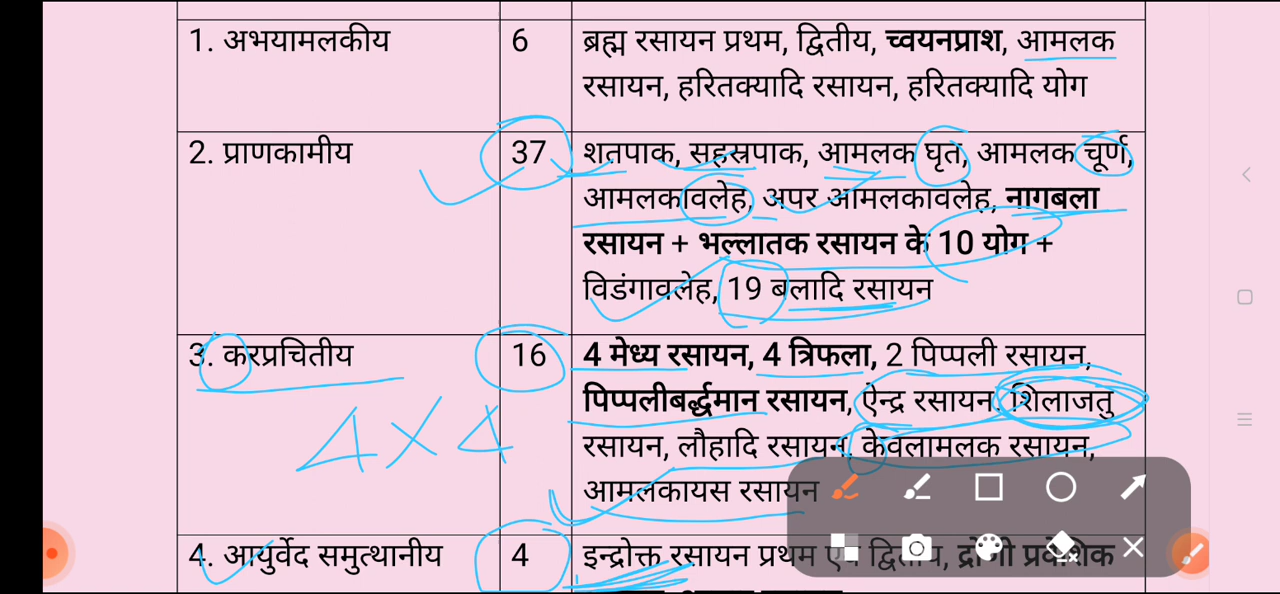 1. अभयामलकीय
6
ब्रह्म रसायन प्रथम, द्वितीय, च्वयनप्राश, आमलक
रसायन, हरितक्यादि रसायन, हरितक्यादि योग
2. प्राणकामीय
37
शतपाक, सहस्रपाक, आमलक घृत, आमलक चूर्ण,
आमलकावलेह, अपर आमलकावलेह, नागबला
रसायन + भल्लातक रसायन के 10 योग +
विडंगावलेह, 19 बलादि रसायन
3. करप्रचितीय
16
4 मेध्य रसायन, 4 त्रिफला, 2 पिप्पली रसायन,
पिप्पलीबर्द्धमान रसायन, ऐन्द्र रसायन, शिलाजतु
रसायन, लौहादि रसायन, केवलामलक रसायन,
आमलकायस रसायन
4×4
4. आयुर्वेद समुत्थानीय
4
इन्द्रोक्त रसायन प्रथम एवं द्वितीय, द्रोणी प्रवेशिक